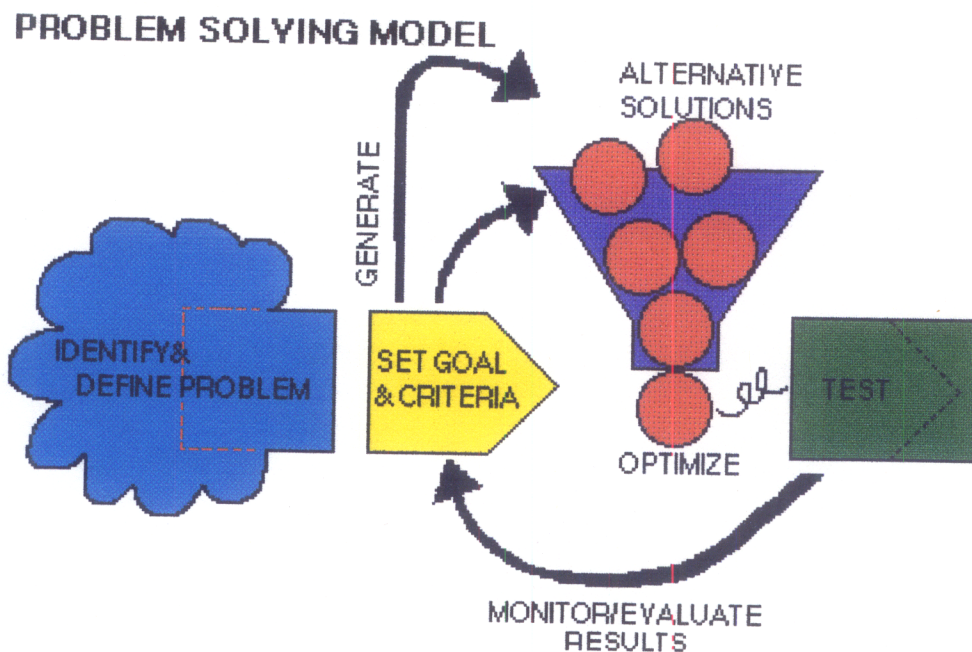 PROBLEM SOLVING MODEL
GENERATE
ALTERNATIVE
SOLUTIONS
IDENTIFY&
DEFINE PROBLEM
SET GOAL
& CRITERIA
TEST
OPTIMIZE
MONITOR/EVALUATE
RESULTS